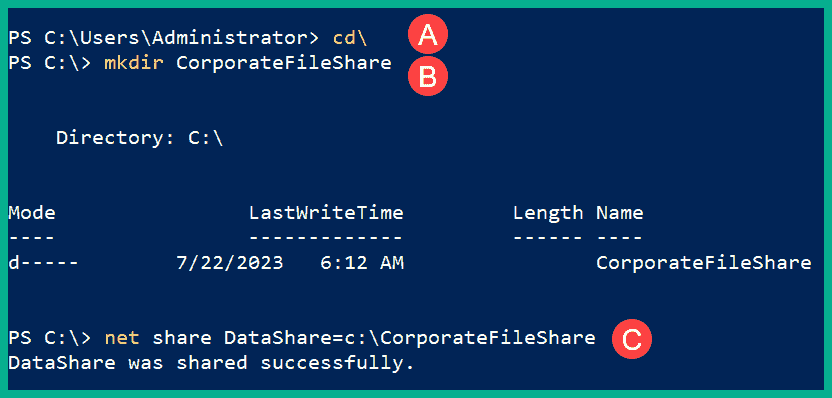 PS C:\Users\Administrator> cd\ A
PS C:\> mkdir CorporateFileShare B
Directory: C:\
Mode LastWriteTime Length Name
---- ------------- ------ ----
d----- 7/22/2023 6:12 AM CorporateFileShare
PS C:\> net share DataShare=c:\CorporateFileShare C
DataShare was shared successfully.